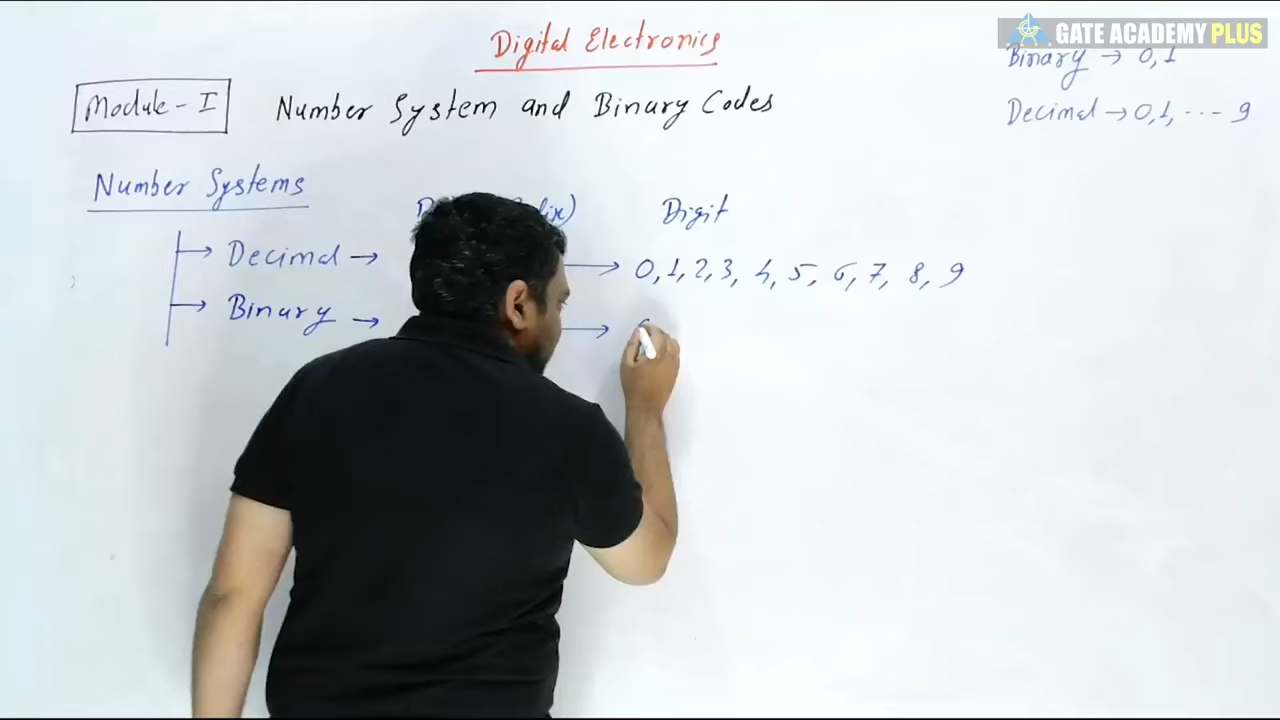 Digital Electronics
GATE ACADEMY PLUS
Binary → 0,1
Module - I Number System and Binary Codes
Decimal → 0,1, ... 9
Number Systems
Digit
→ Decimal → → 0,1,2,3, 4,5, 6,7, 8,9
→ Binary → →